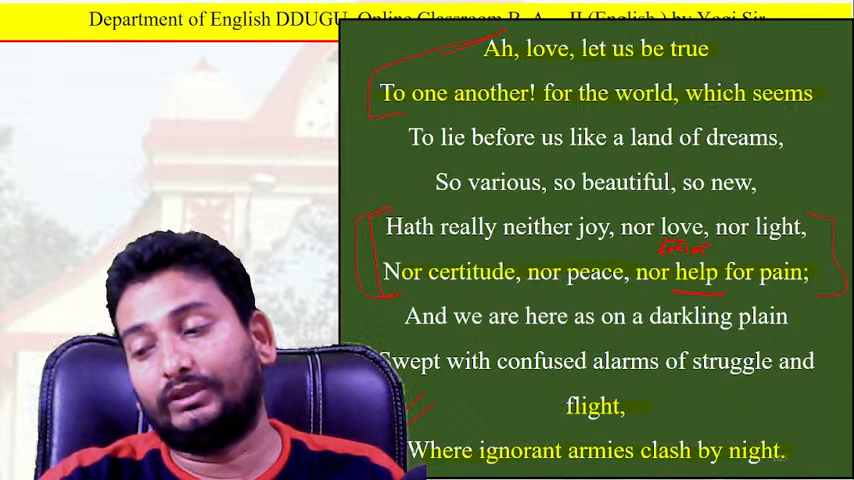 Department of English DDUGU, Online Classroom B. A. - II (English ) by Yogi Sir
Ah, love, let us be true
To one another! for the world, which seems
To lie before us like a land of dreams,
So various, so beautiful, so new,
Hath really neither joy, nor love, nor light,
Nor certitude, nor peace, nor help for pain;
And we are here as on a darkling plain
Swept with confused alarms of struggle and
flight,
Where ignorant armies clash by night.